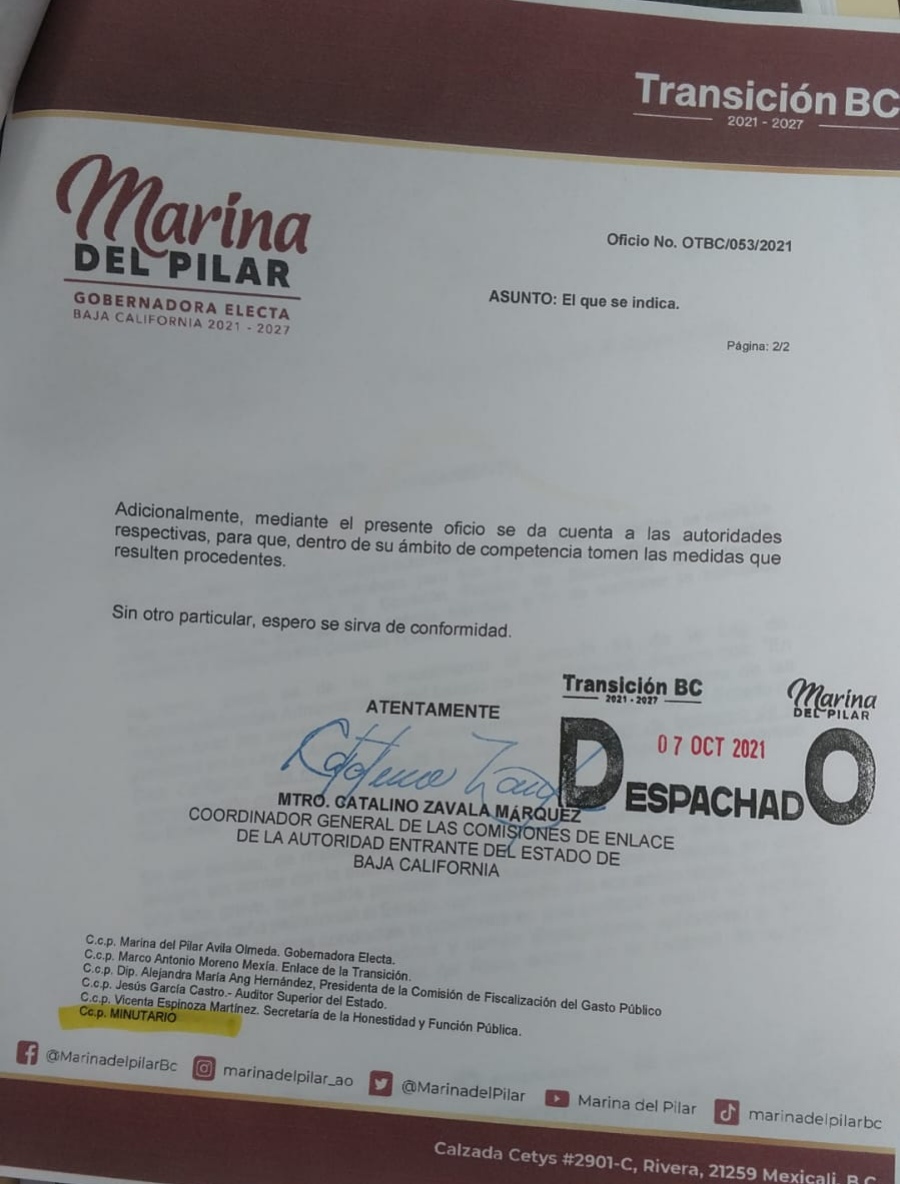 Transición BC
2021 - 2027
Marina
DEL PILAR
GOBERNADORA ELECTA
BAJA CALIFORNIA 2021 - 2027
Oficio No. OTBC/053/2021
ASUNTO: El que se indica.
Página: 2/2
Adicionalmente, mediante el presente oficio se da cuenta a las autoridades
respectivas, para que, dentro de su ámbito de competencia tomen las medidas que
resulten procedentes.
Sin otro particular, espero se sirva de conformidad.
ATENTAMENTE
Transición BC
2021 - 2027
Marina
DEL PILAR
07 OCT 2021
DESPACHADO
MTRO. CATALINO ZAVALA MÁRQUEZ
COORDINADOR GENERAL DE LAS COMISIONES DE ENLACE
DE LA AUTORIDAD ENTRANTE DEL ESTADO DE
BAJA CALIFORNIA
C.c.p. Marina del Pilar Avila Olmeda. Gobernadora Electa.
C.c.p. Marco Antonio Moreno Mexía. Enlace de la Transición.
C.c.p. Dip. Alejandra María Ang Hernández, Presidenta de la Comisión de Fiscalización del Gasto Público
C.c.p. Jesús García Castro.- Auditor Superior del Estado.
C.c.p. Vicenta Espinoza Martínez. Secretaría de la Honestidad y Función Pública.
Cc.p. MINUTARIO
@MarinadelpilarBc
marinadelpilar_ao
@MarinadelPilar
Marina del Pilar
marinadelpilarbc
Calzada Cetys #2901-C, Rivera, 21259 Mexicali, B.C.